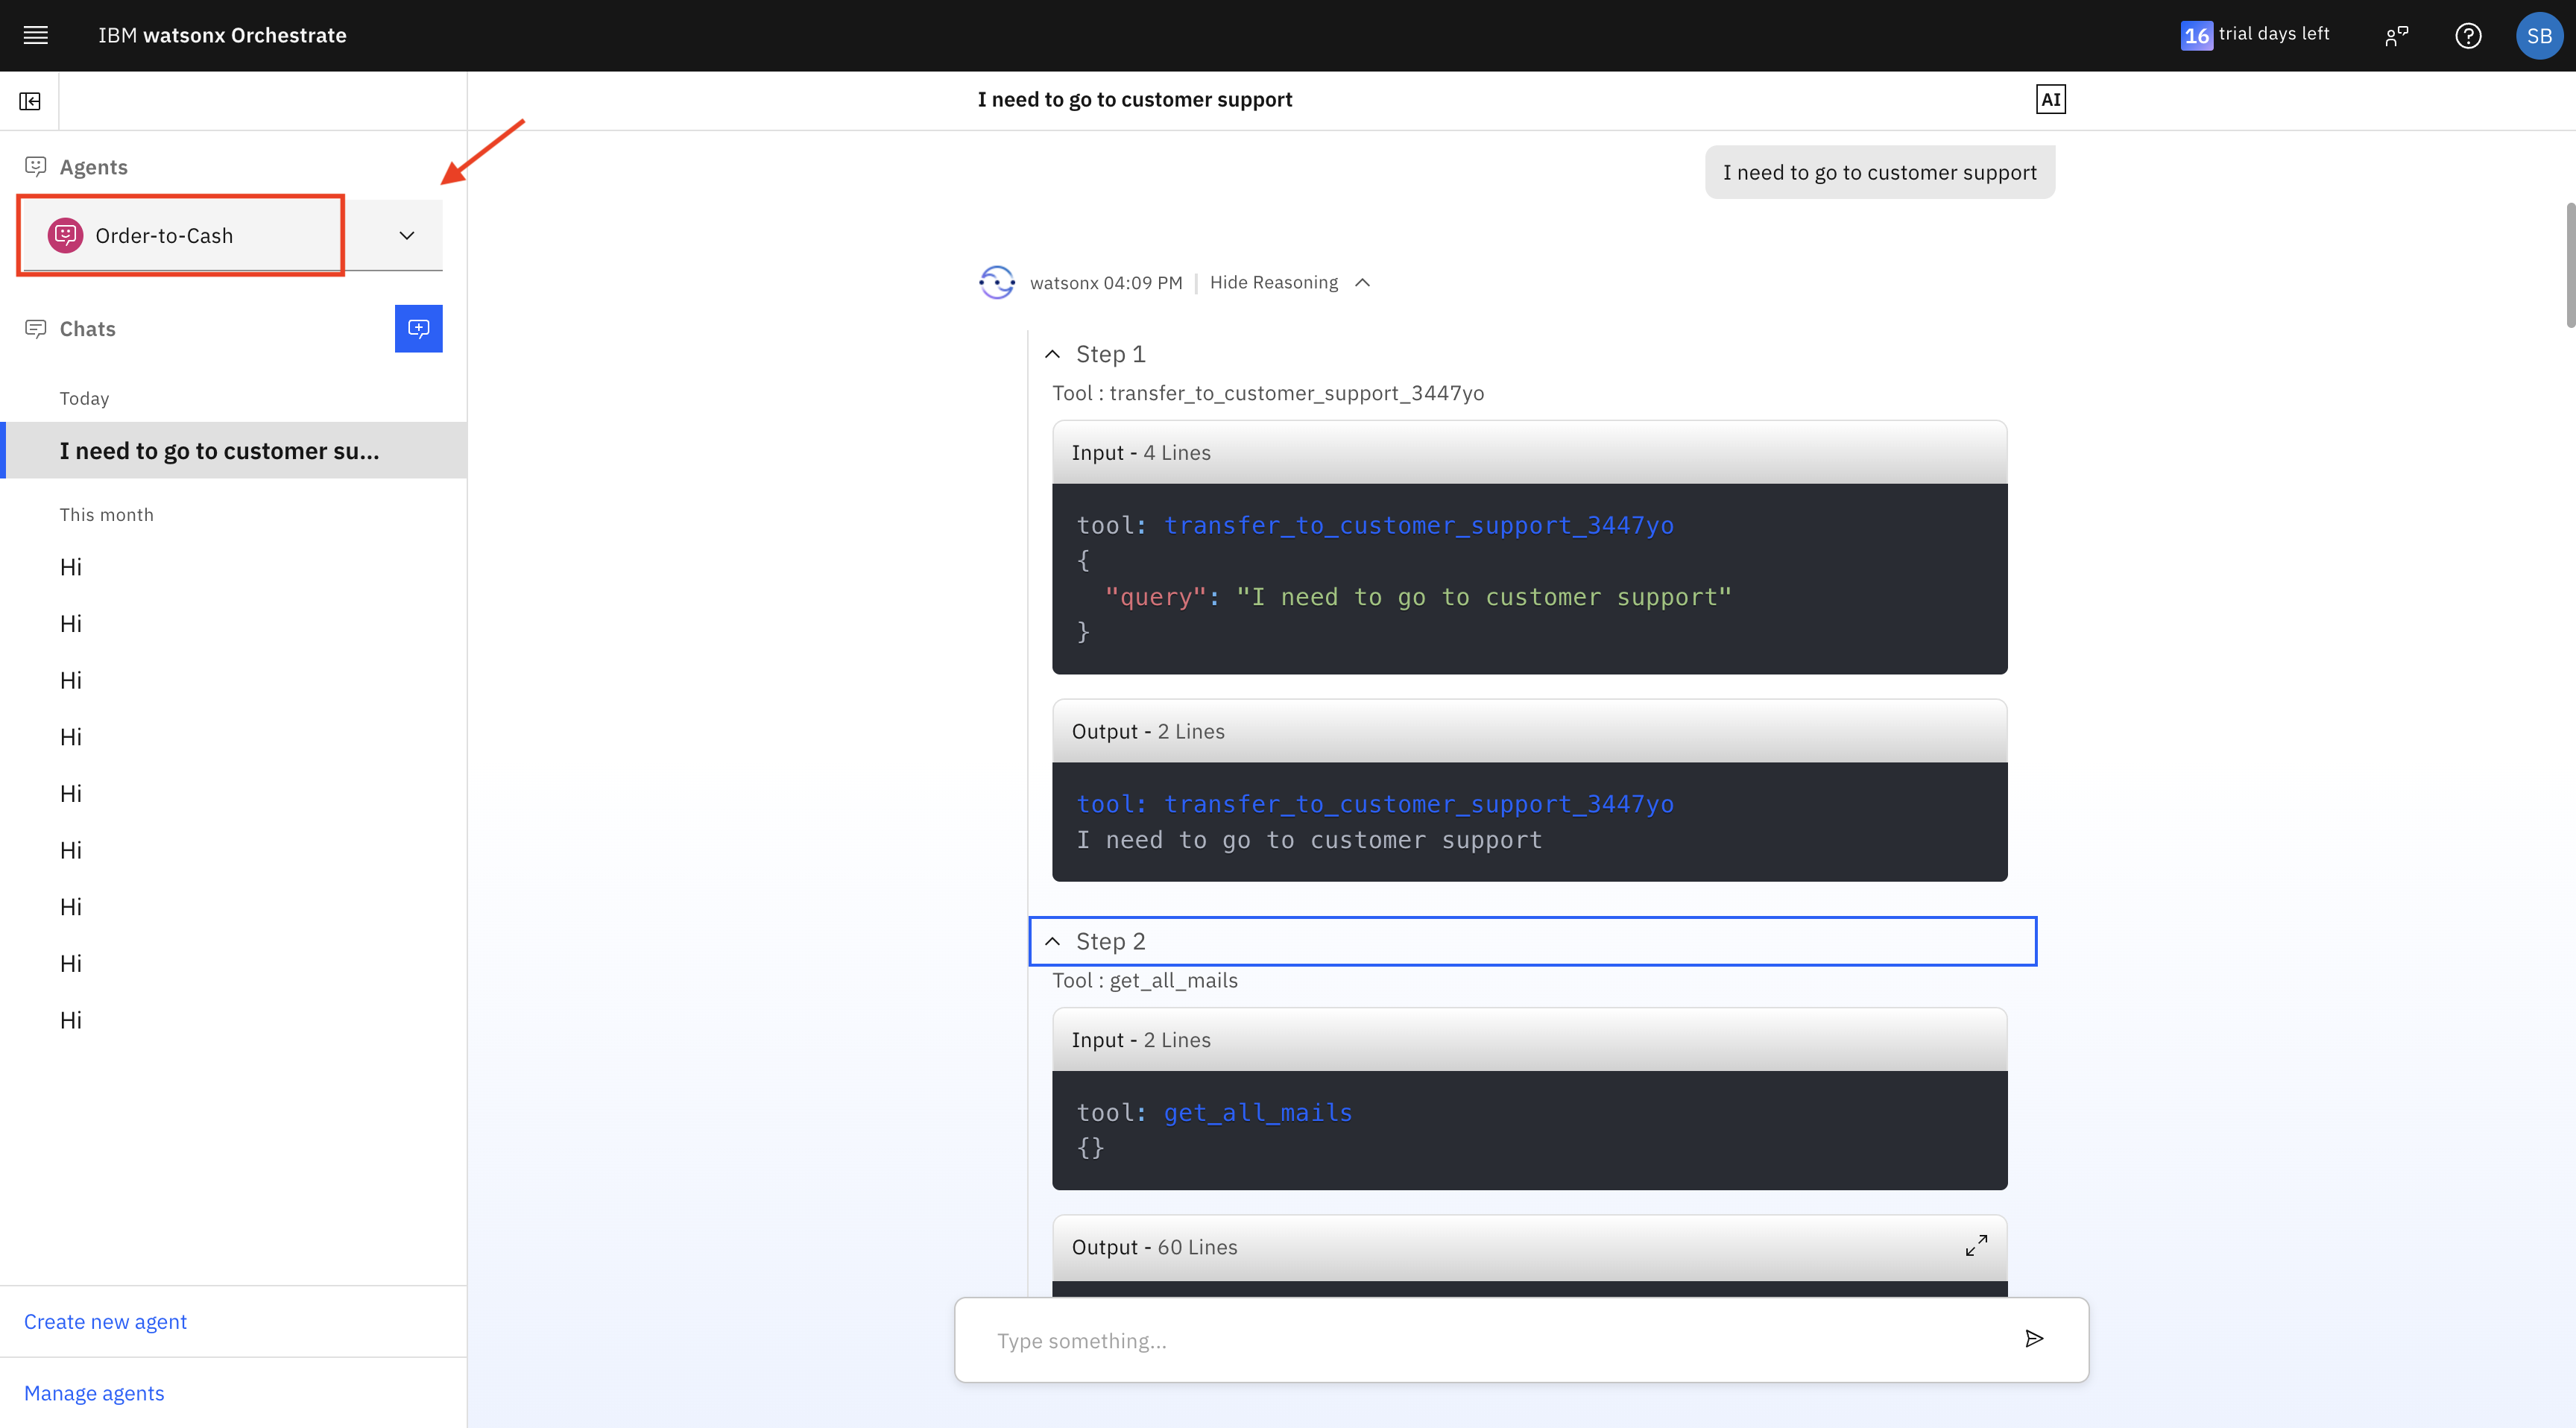 IBM watsonx Orchestrate
16 trial days left
SB
I need to go to customer support
AI
Agents
Order-to-Cash
Chats
Today
I need to go to customer su...
This month
Hi
Hi
Hi
Hi
Hi
Hi
Hi
Hi
Hi
Create new agent
Manage agents
I need to go to customer support
watsonx 04:09 PM | Hide Reasoning
Step 1
Tool : transfer_to_customer_support_3447yo
Input - 4 Lines
tool: transfer_to_customer_support_3447yo
{
"query": "I need to go to customer support"
}
Output - 2 Lines
tool: transfer_to_customer_support_3447yo
I need to go to customer support
Step 2
Tool : get_all_mails
Input - 2 Lines
tool: get_all_mails
{}
Output - 60 Lines
Type something...